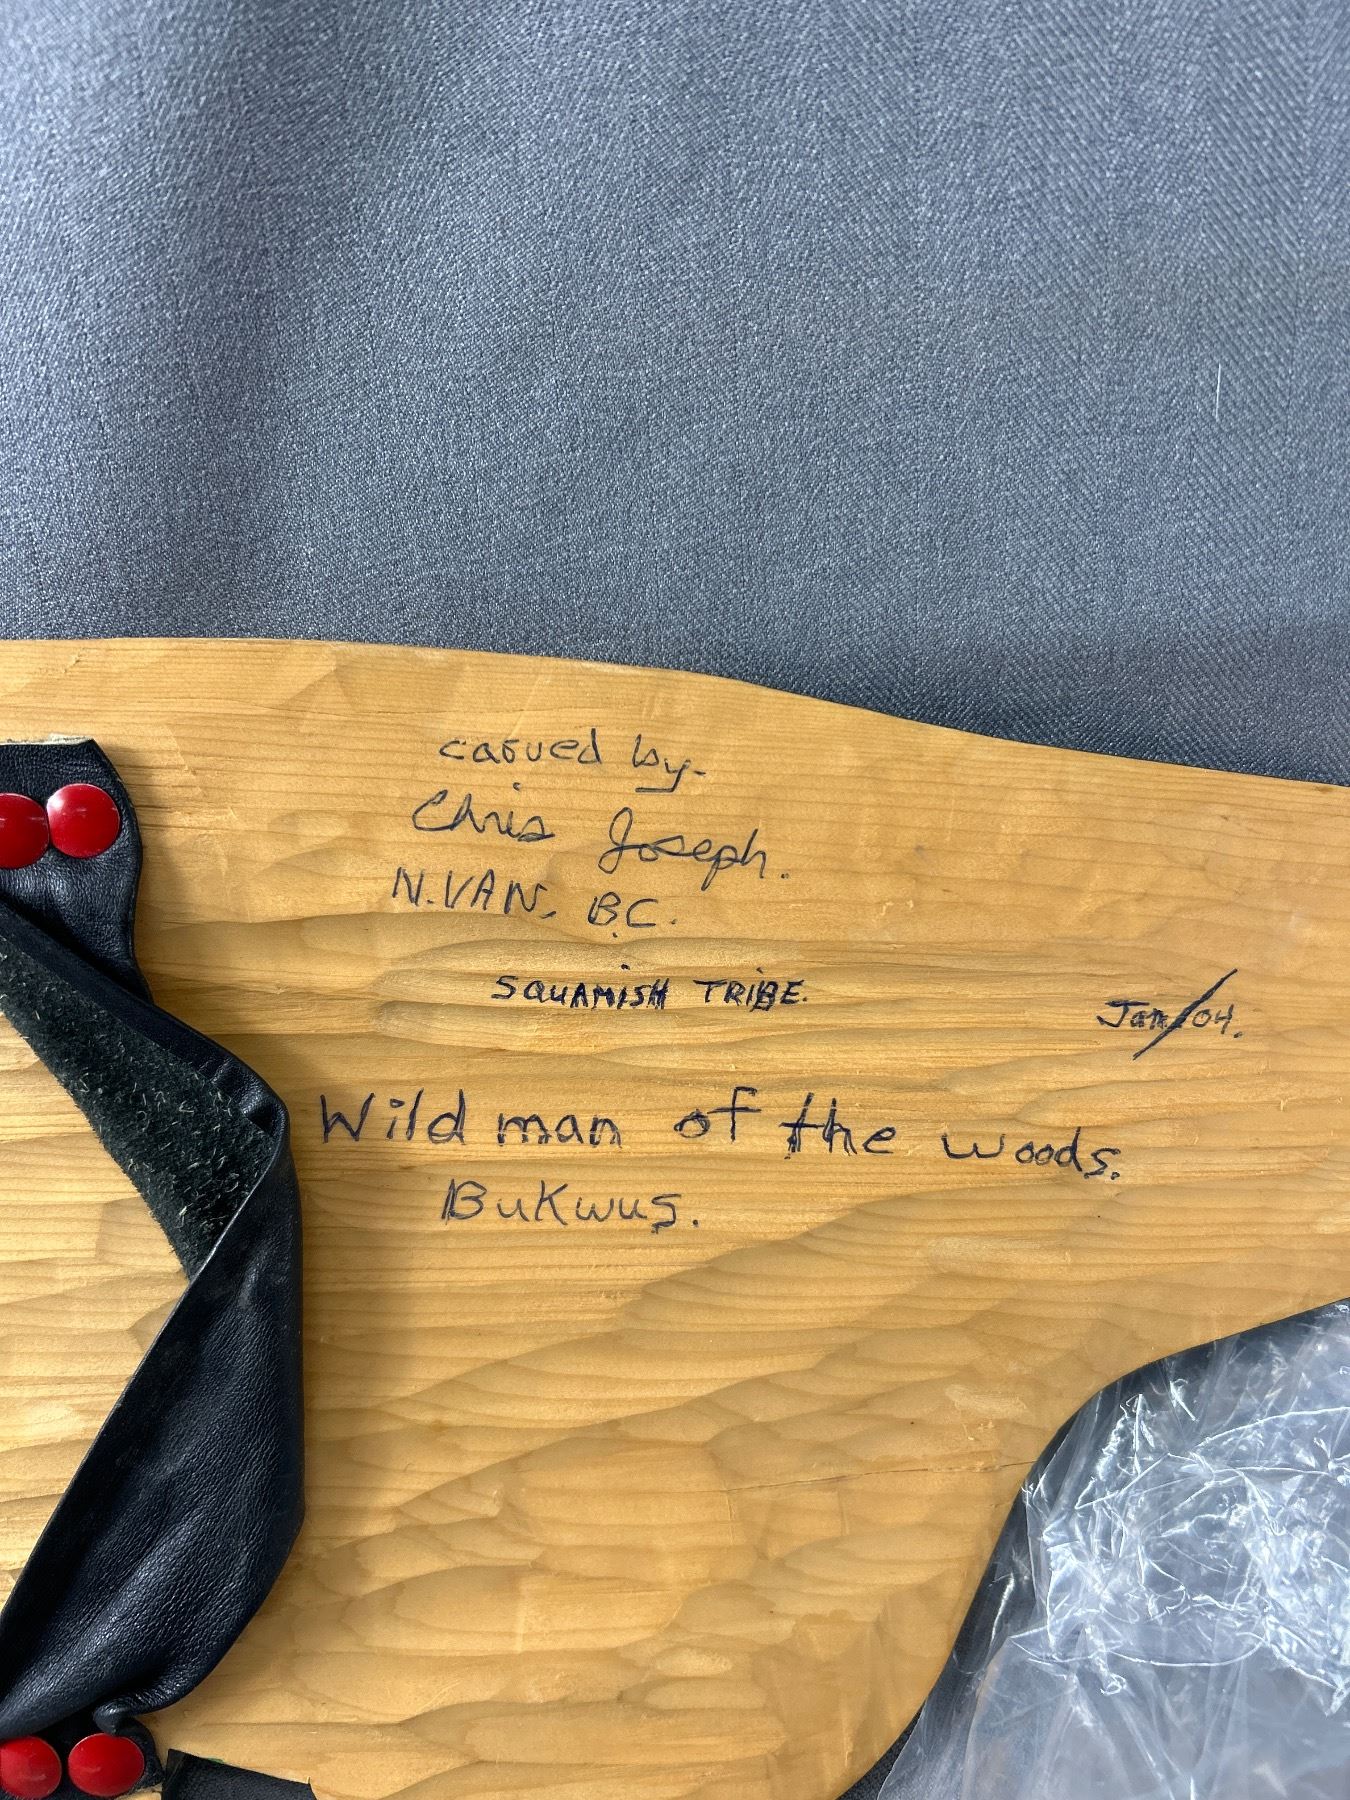 carved by-
Chris Joseph.
N.VAN, B.C.
SQUAMISH TRIBE.
Jan/04.
Wild man of the woods.
BuKwus.